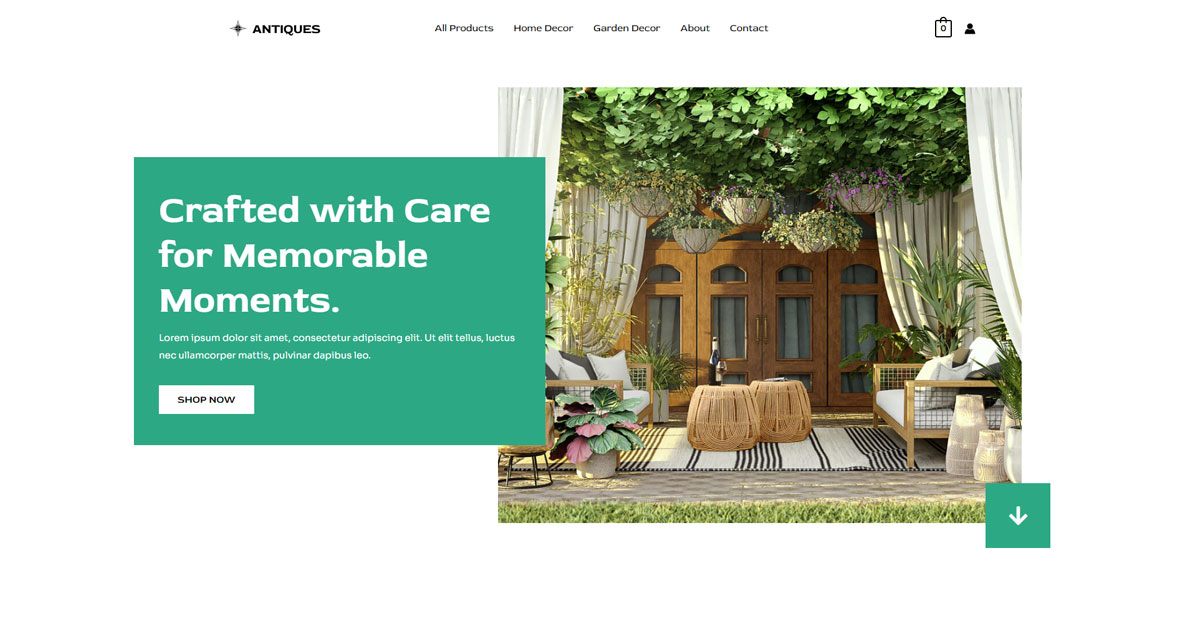 ANTIQUES
All Products
Home Decor
Garden Decor
About
Contact
0
Crafted with Care
for Memorable
Moments.
Lorem ipsum dolor sit amet, consectetur adipiscing elit. Ut elit tellus, luctus
nec ullamcorper mattis, pulvinar dapibus leo.
SHOP NOW